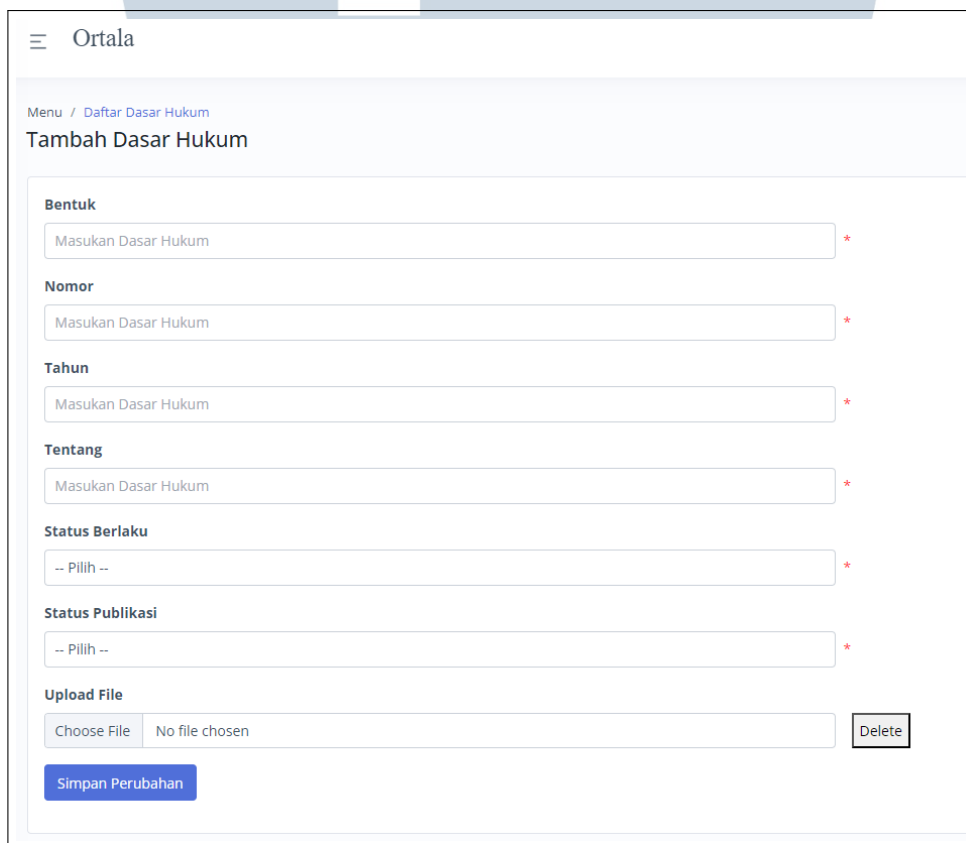 Ortala
Menu / Daftar Dasar Hukum
Tambah Dasar Hukum
Bentuk
Masukan Dasar Hukum *
Nomor
Masukan Dasar Hukum *
Tahun
Masukan Dasar Hukum *
Tentang
Masukan Dasar Hukum *
Status Berlaku
-- Pilih -- *
Status Publikasi
-- Pilih -- *
Upload File
Choose File No file chosen Delete
Simpan Perubahan